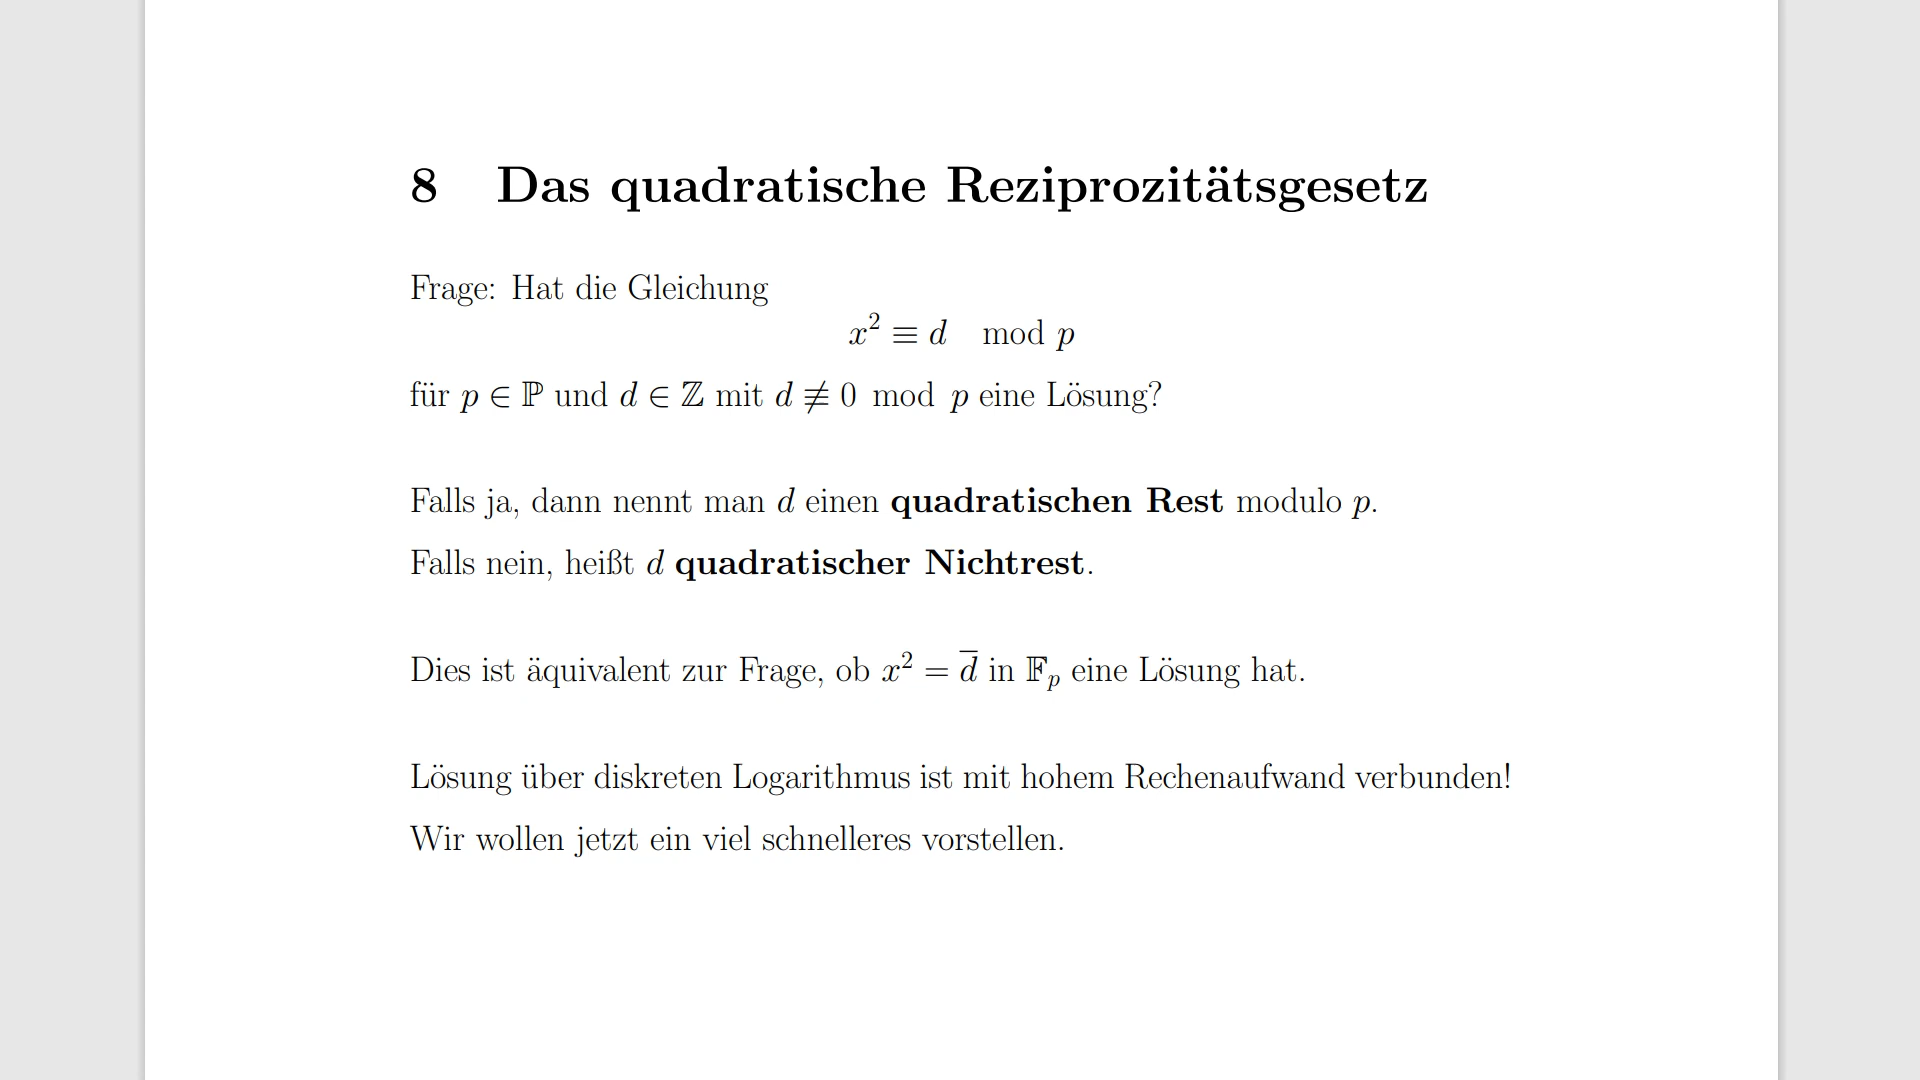 8 Das quadratische Reziprozitätsgesetz
Frage: Hat die Gleichung
x² ≡ d mod p
für p ∈ ℙ und d ∈ ℤ mit d ≢ 0 mod p eine Lösung?
Falls ja, dann nennt man d einen quadratischen Rest modulo p.
Falls nein, heißt d quadratischer Nichtrest.
Dies ist äquivalent zur Frage, ob x² = d̅ in 𝔽ₚ eine Lösung hat.
Lösung über diskreten Logarithmus ist mit hohem Rechenaufwand verbunden!
Wir wollen jetzt ein viel schnelleres vorstellen.